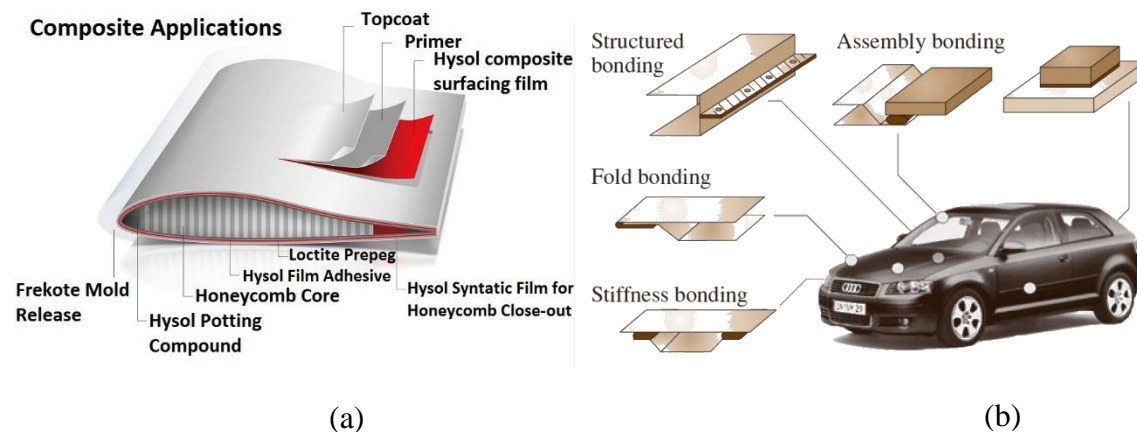 Composite Applications
Topcoat
Primer
Hysol composite
surfacing film
Loctite Prepeg
Hysol Film Adhesive
Honeycomb Core
Hysol Potting
Compound
Frekote Mold
Release
Hysol Syntatic Film for
Honeycomb Close-out
(a)
Structured
bonding
Assembly bonding
Fold bonding
Stiffness bonding
(b)